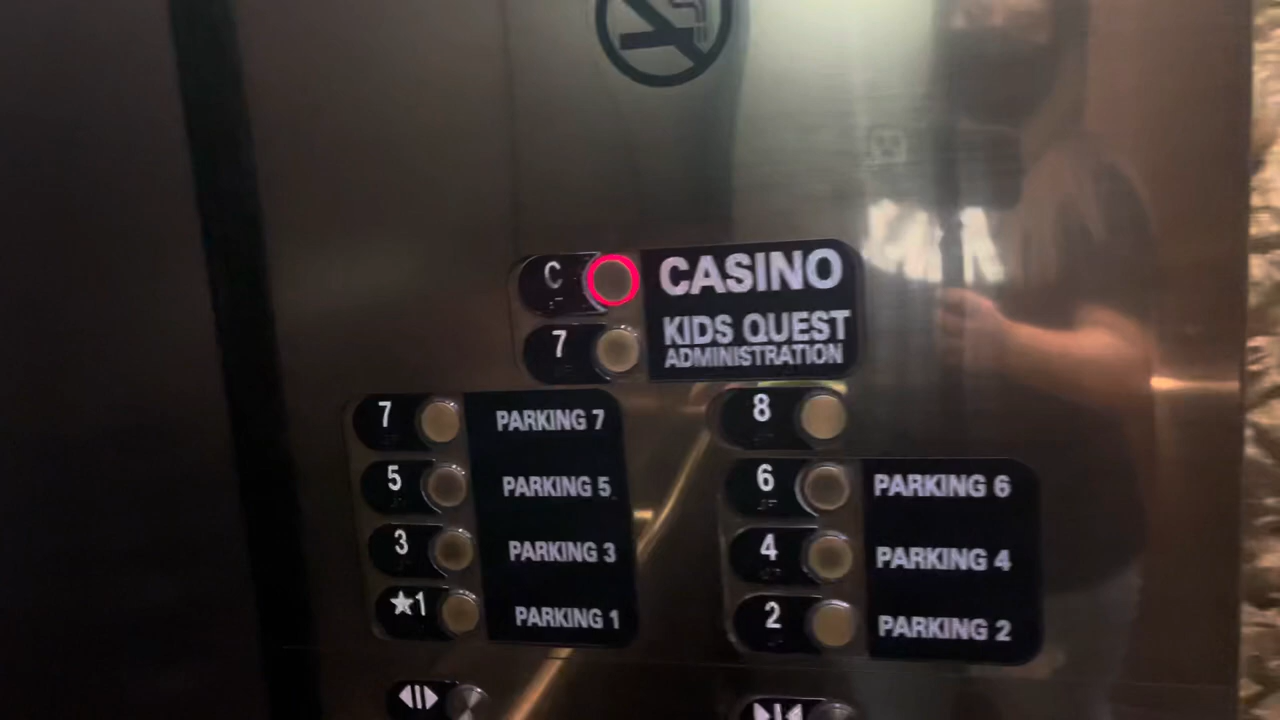 C CASINO
7 KIDS QUEST
ADMINISTRATION
7 PARKING 7
8
5 PARKING 5
6 PARKING 6
3 PARKING 3
4 PARKING 4
★1 PARKING 1
2 PARKING 2